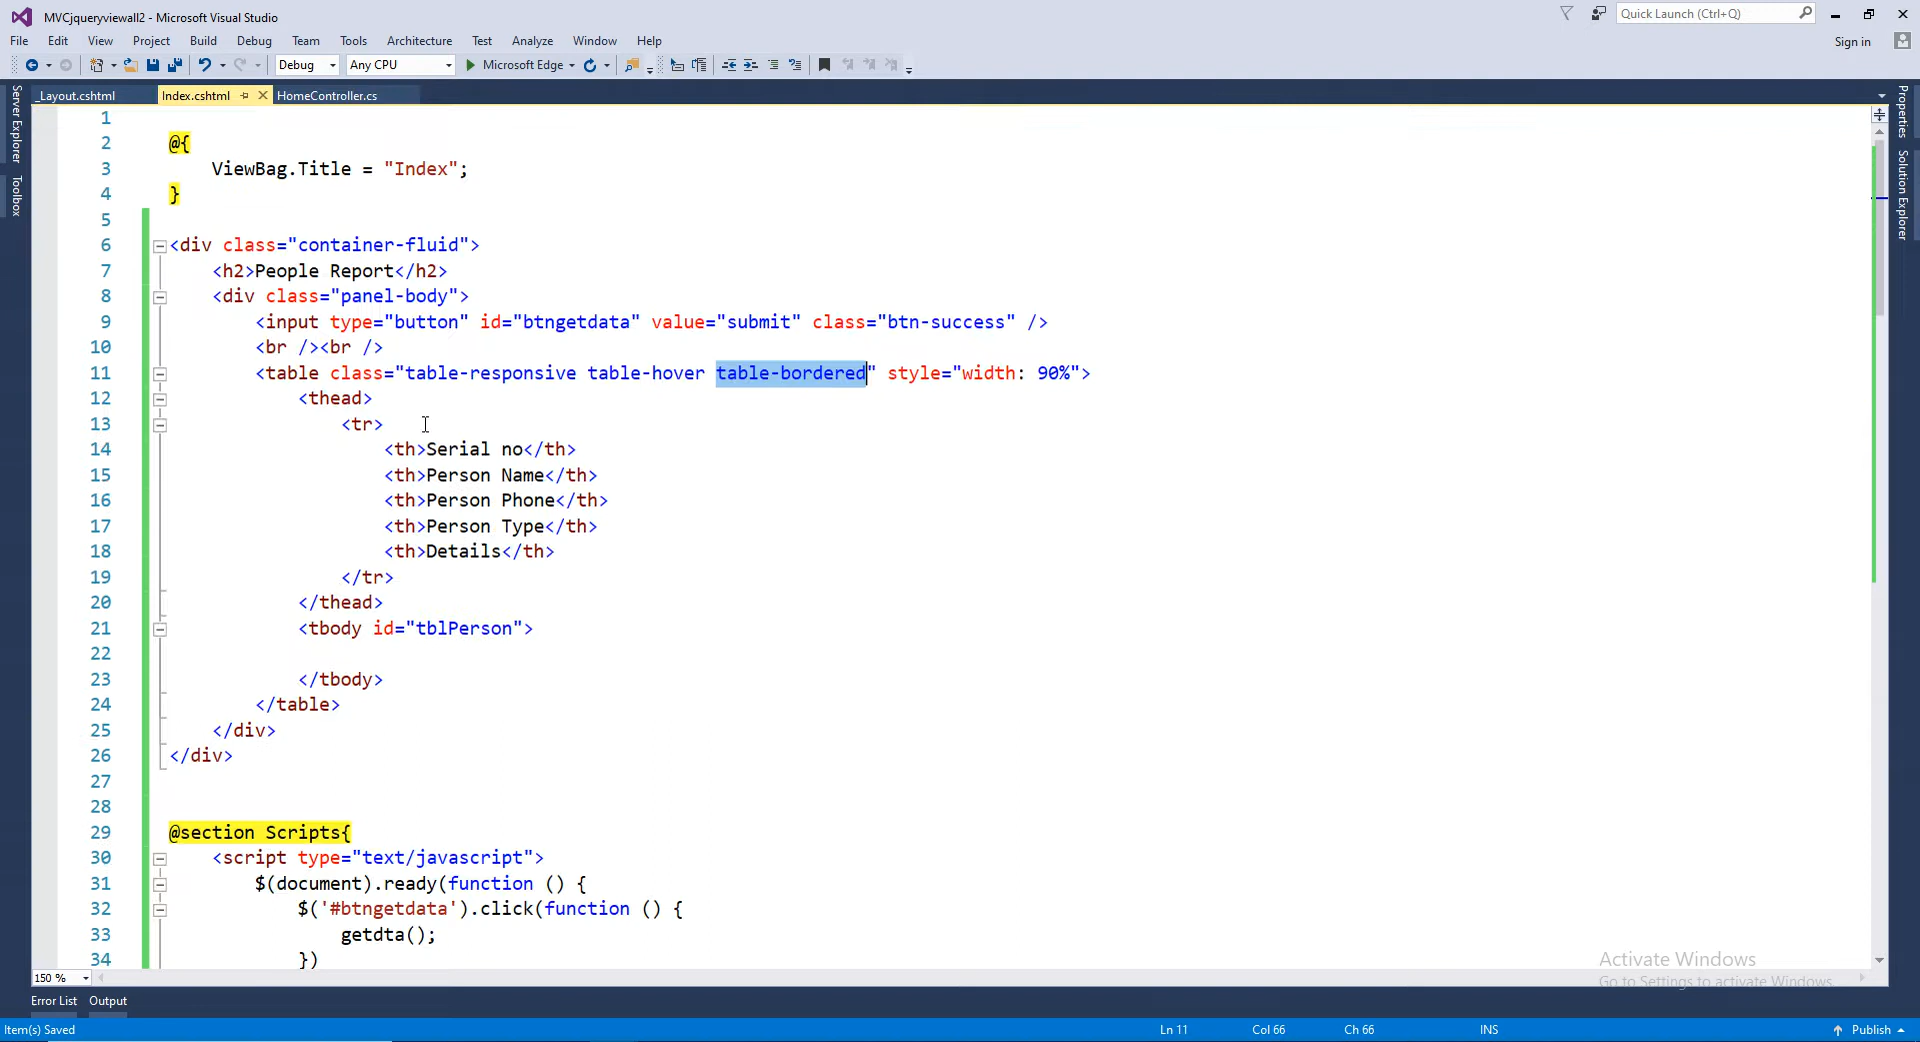 MVCjqueryviewall2 - Microsoft Visual Studio
Quick Launch (Ctrl+Q)
File Edit View Project Build Debug Team Tools Architecture Test Analyze Window Help
Sign in
Debug Any CPU Microsoft Edge
_Layout.cshtml Index.cshtml HomeController.cs
Server Explorer
Toolbox
Properties
Solution Explorer
1
2 @{
3 ViewBag.Title = "Index";
4 }
5
6 <div class="container-fluid">
7 <h2>People Report</h2>
8 <div class="panel-body">
9 <input type="button" id="btngetdata" value="submit" class="btn-success" />
10 <br /><br />
11 <table class="table-responsive table-hover table-bordered" style="width: 90%">
12 <thead>
13 <tr>
14 <th>Serial no</th>
15 <th>Person Name</th>
16 <th>Person Phone</th>
17 <th>Person Type</th>
18 <th>Details</th>
19 </tr>
20 </thead>
21 <tbody id="tblPerson">
22
23 </tbody>
24 </table>
25 </div>
26 </div>
27
28
29 @section Scripts{
30 <script type="text/javascript">
31 $(document).ready(function () {
32 $('#btngetdata').click(function () {
33 getdta();
34 })
Activate Windows
Go to Settings to activate Windows.
150 %
Error List Output
Item(s) Saved Ln 11 Col 66 Ch 66 INS Publish